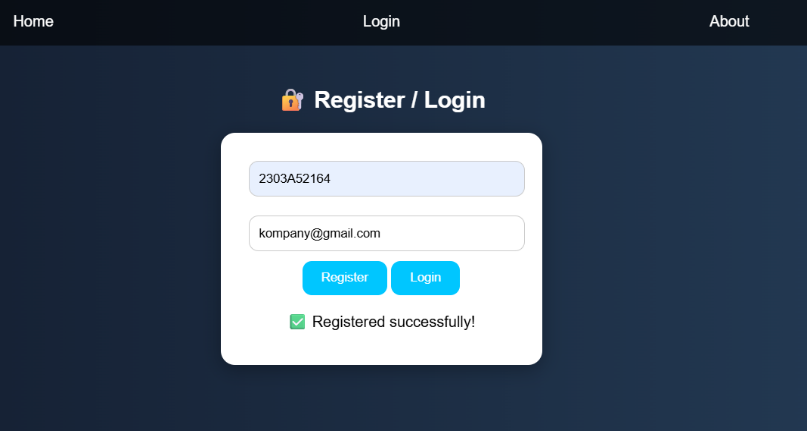 Home Login About
🔐 Register / Login
2303A52164
kompany@gmail.com
Register Login
✅ Registered successfully!